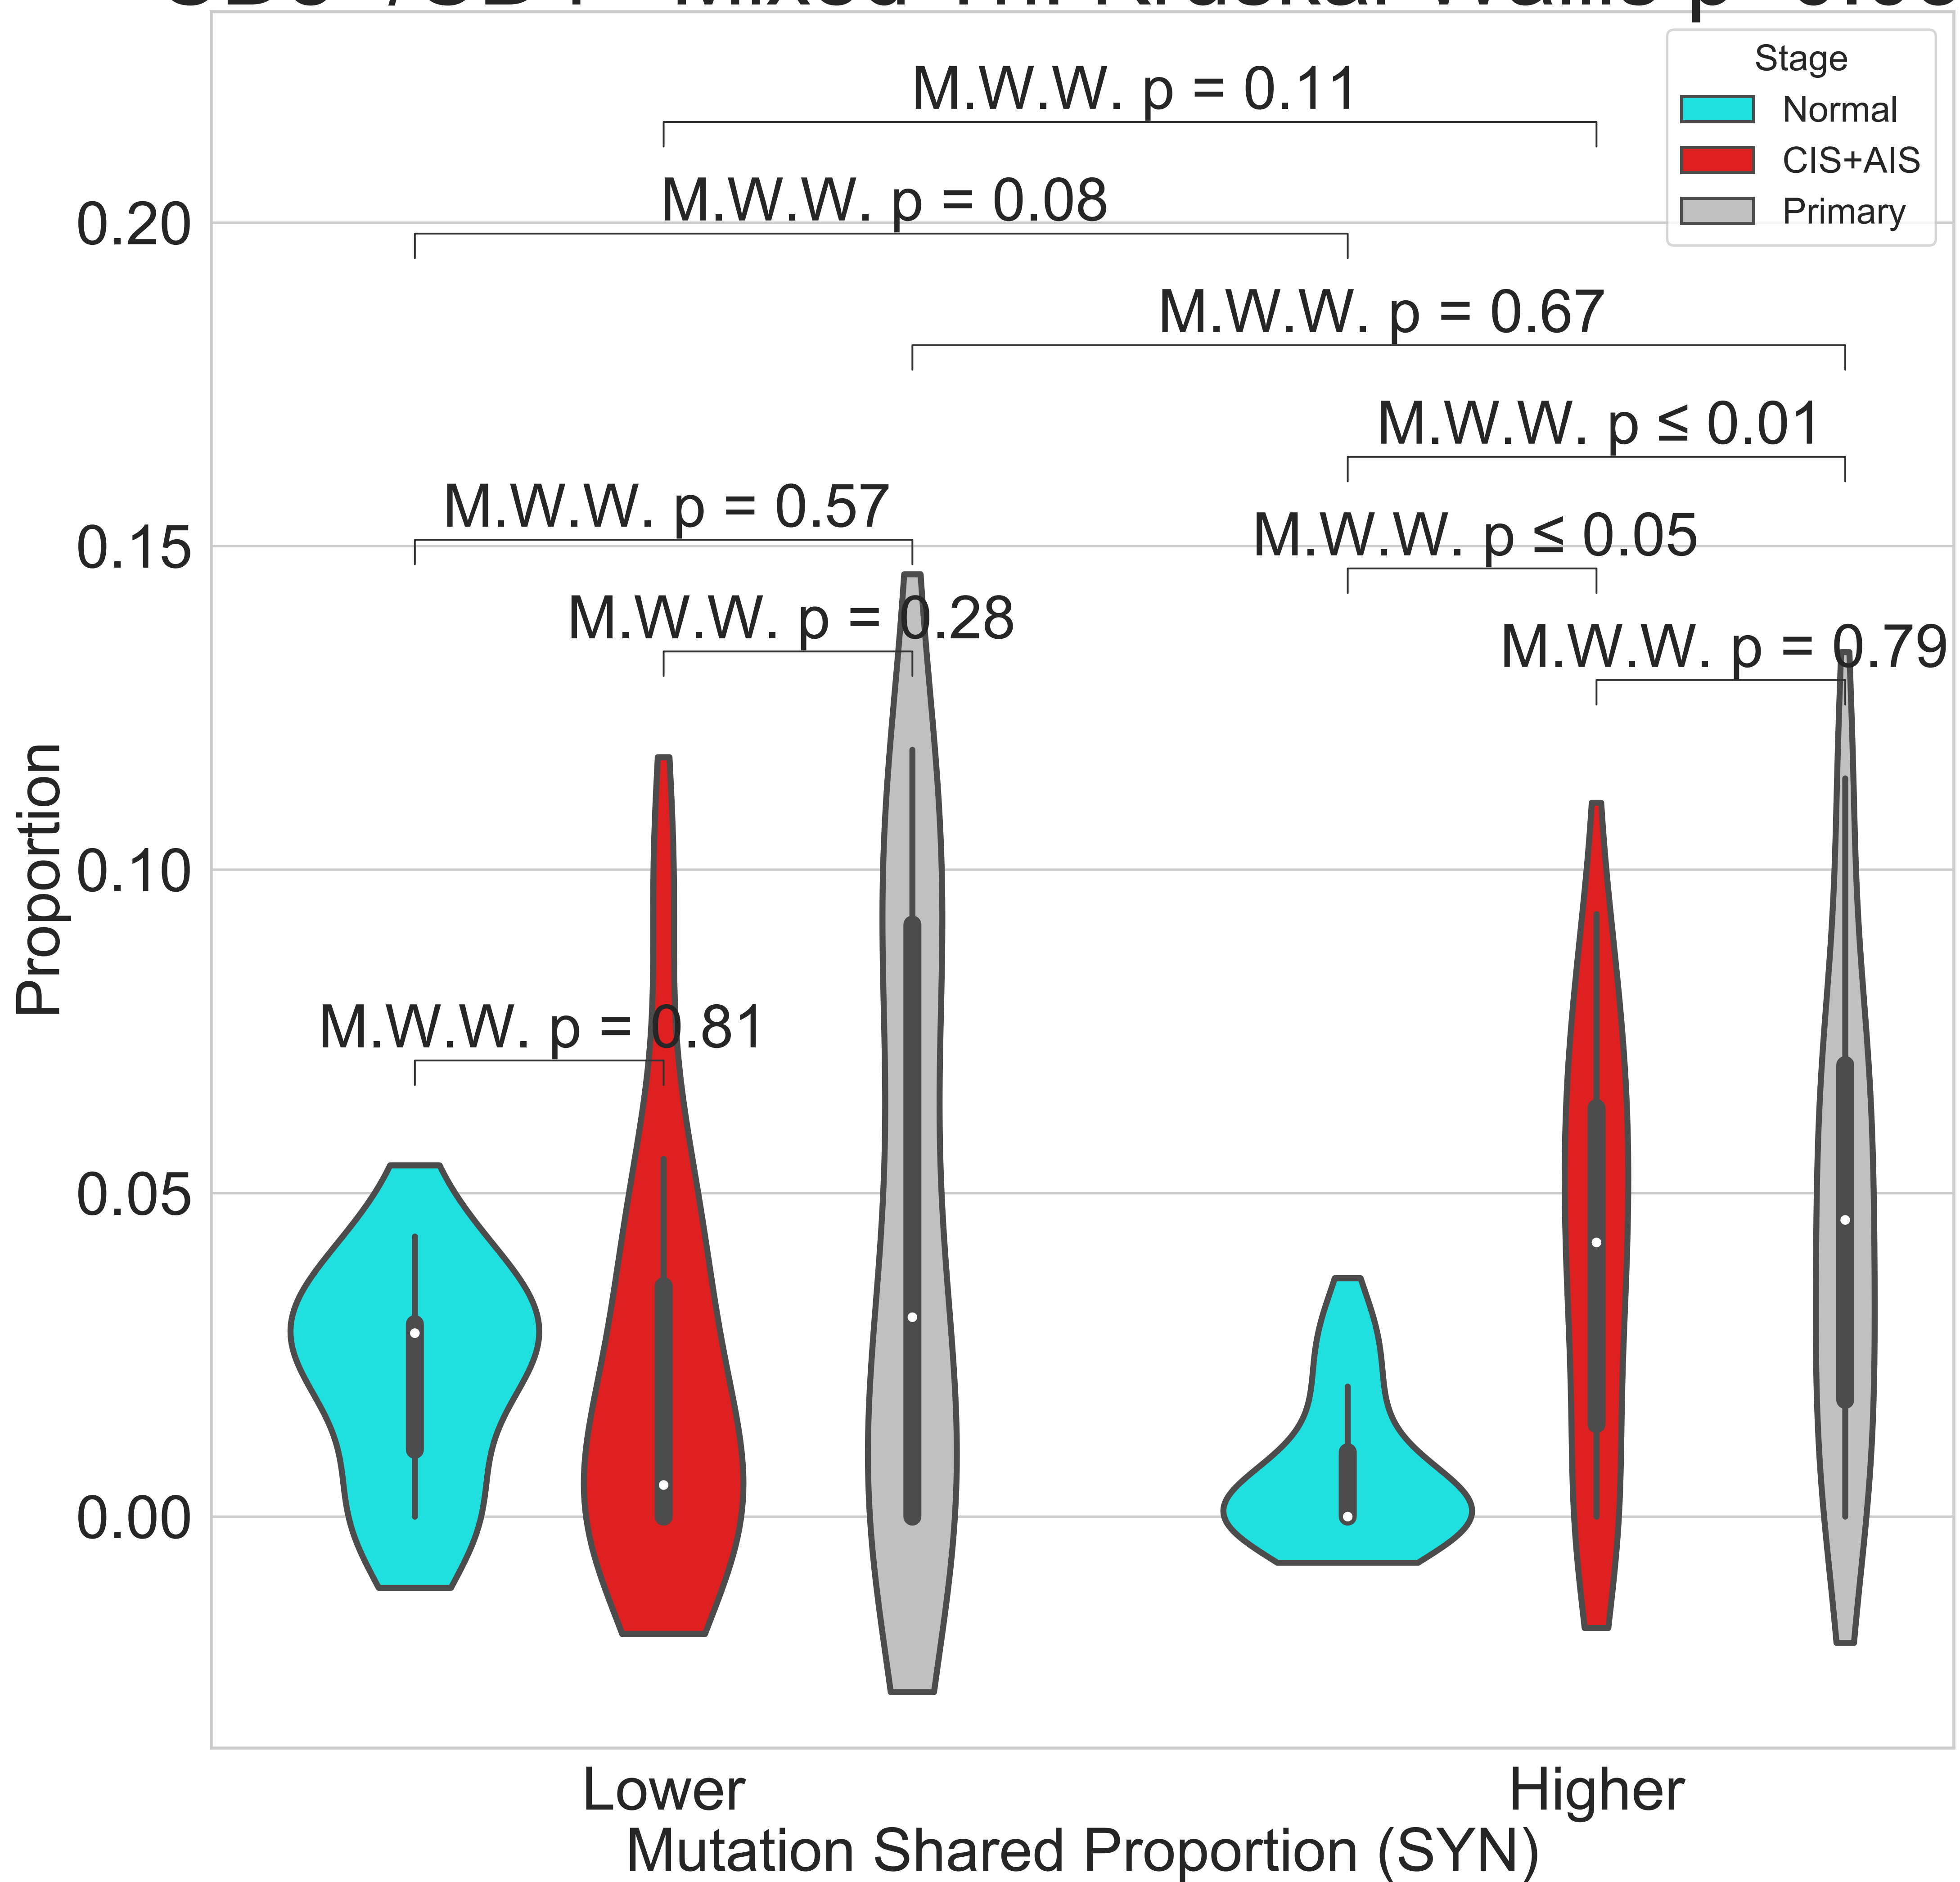 Stage
Normal
CIS+AIS
Primary
M.W.W. p = 0.11
M.W.W. p = 0.08
M.W.W. p = 0.67
M.W.W. p ≤ 0.01
M.W.W. p = 0.57
M.W.W. p ≤ 0.05
M.W.W. p = 0.28
M.W.W. p = 0.79
M.W.W. p = 0.81
0.20
0.15
0.10
0.05
0.00
Proportion
Lower
Higher
Mutation Shared Proportion (SYN)